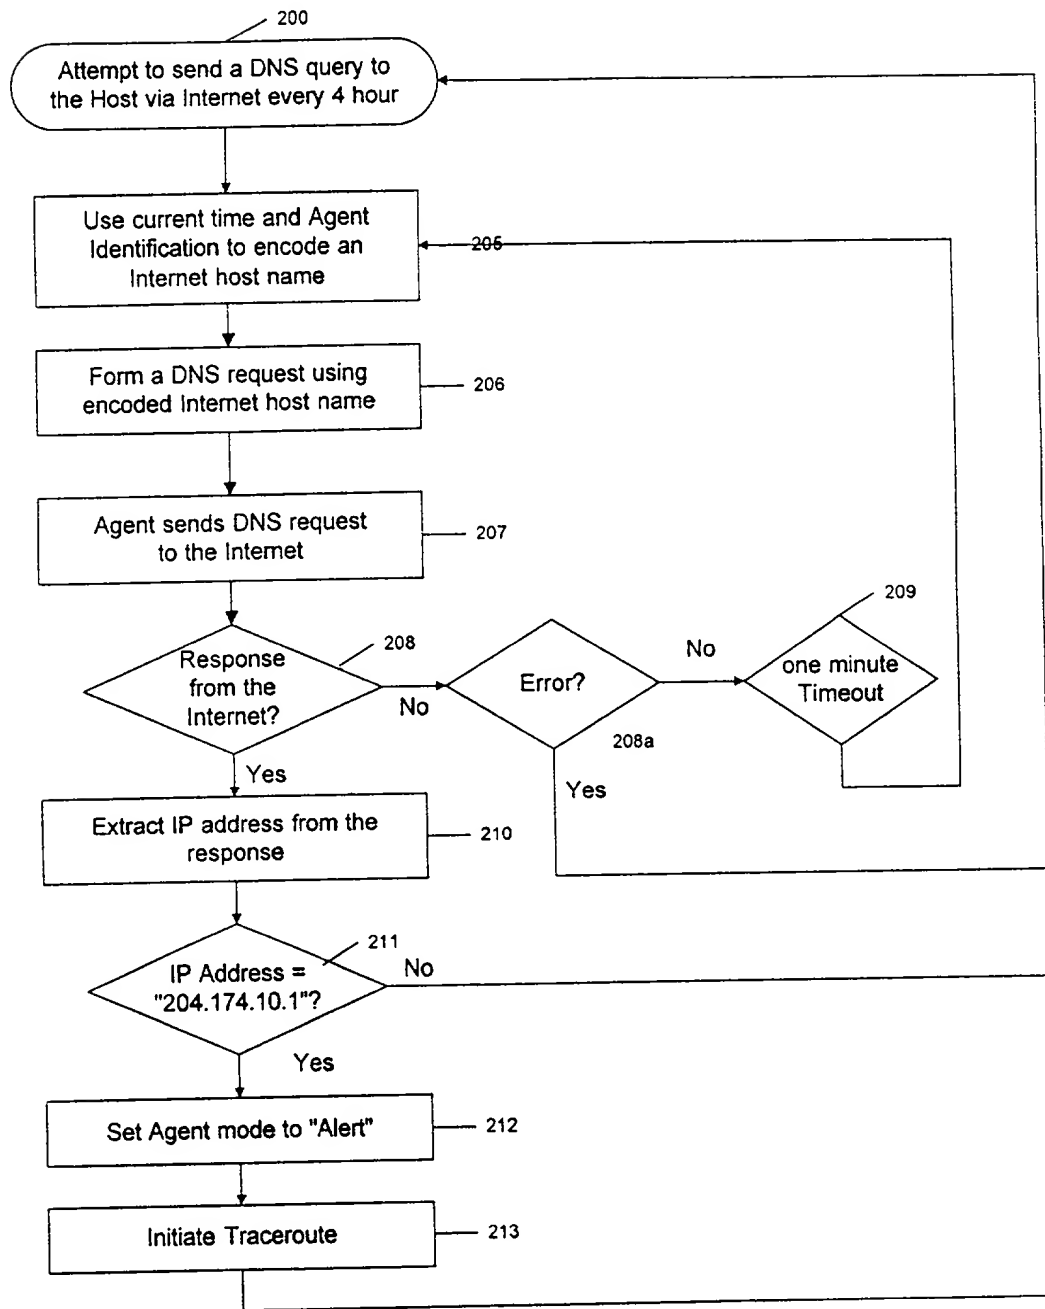 200
Attempt to send a DNS query to
the Host via Internet every 4 hour
Use current time and Agent
Identification to encode an
Internet host name
205
Form a DNS request using
encoded Internet host name
206
Agent sends DNS request
to the Internet
207
Response
from the
Internet?
208
No
Error?
208a
No
one minute
Timeout
209
Yes
Yes
Extract IP address from the
response
210
IP Address =
"204.174.10.1"?
211
No
Yes
Set Agent mode to "Alert"
212
Initiate Traceroute
213